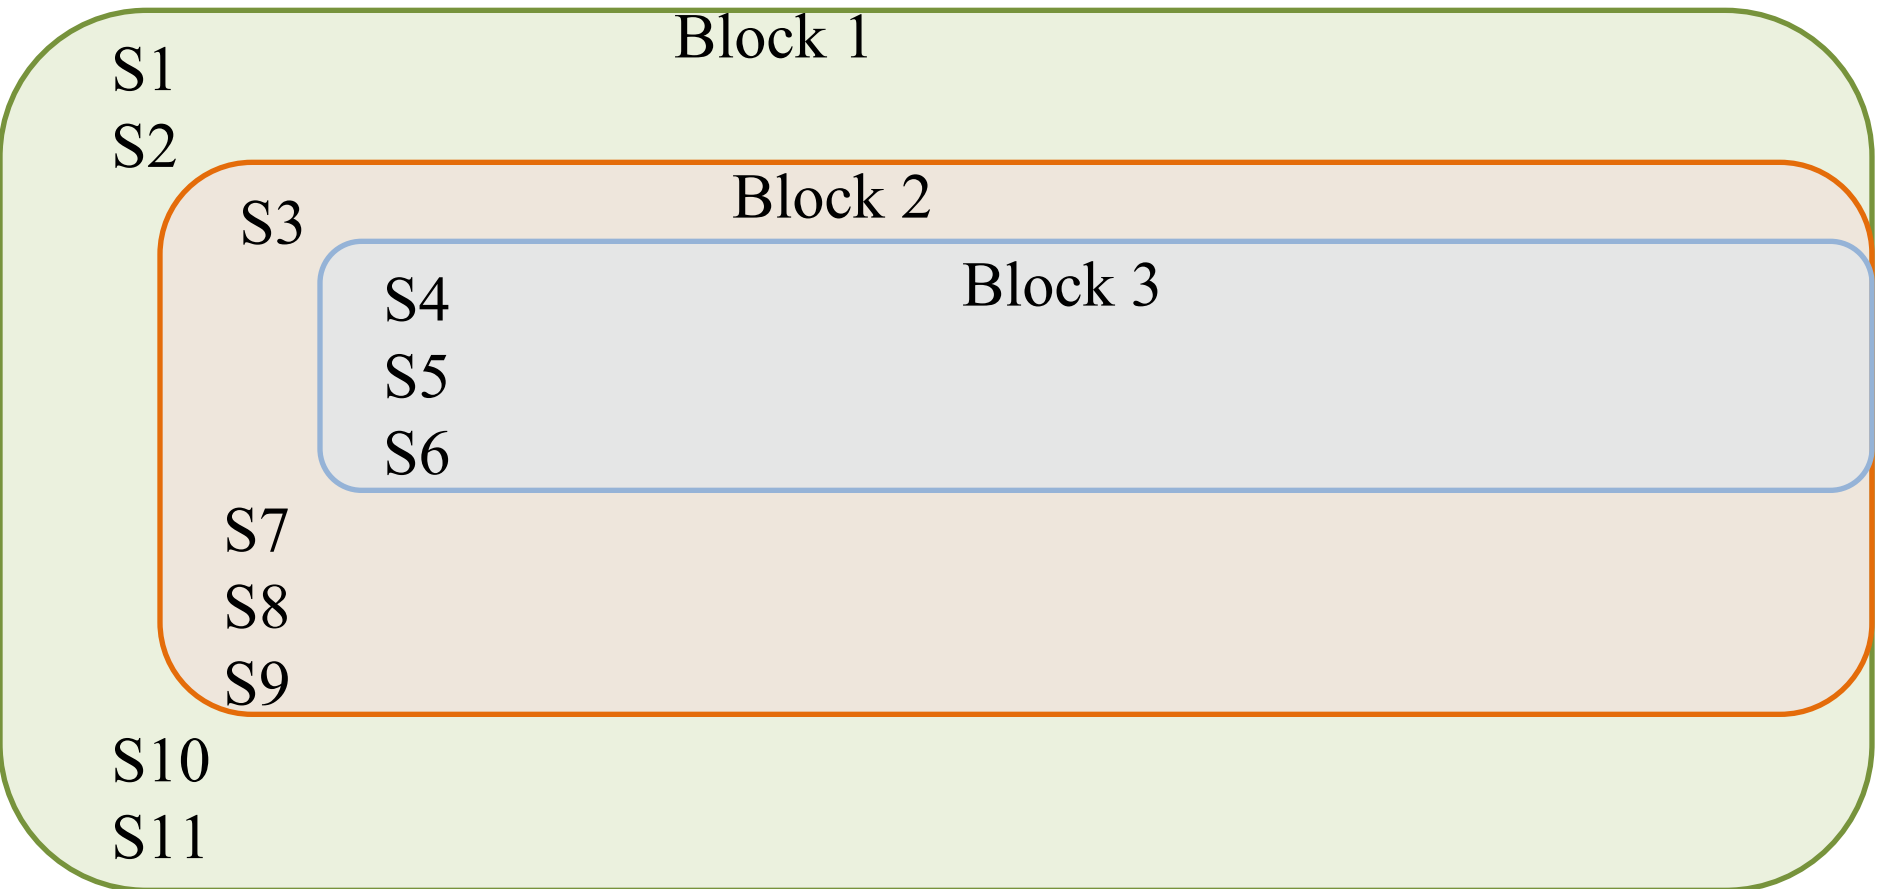 Block 1
S1
S2
Block 2
S3
Block 3
S4
S5
S6
S7
S8
S9
S10
S11